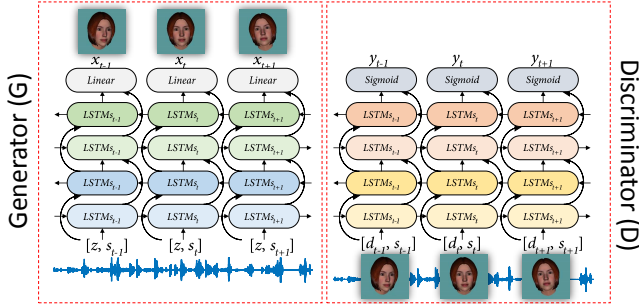 Generator (G)
x_{t-1} x_t x_{t+1}
Linear Linear Linear
LSTMs_{t-1} LSTMs_t LSTMs_{t+1}
LSTMs_{t-1} LSTMs_t LSTMs_{t+1}
LSTMs_{t-1} LSTMs_t LSTMs_{t+1}
LSTMs_{t-1} LSTMs_t LSTMs_{t+1}
[z, s_{t-1}] [z, s_t] [z, s_{t+1}]
y_{t-1} y_t y_{t+1}
Sigmoid Sigmoid Sigmoid
LSTMs_{t-1} LSTMs_t LSTMs_{t+1}
LSTMs_{t-1} LSTMs_t LSTMs_{t+1}
LSTMs_{t-1} LSTMs_t LSTMs_{t+1}
LSTMs_{t-1} LSTMs_t LSTMs_{t+1}
[d_{t-1}, s_{t-1}] [d_t, s_t] [d_{t+1}, s_{t+1}]
Discriminator (D)